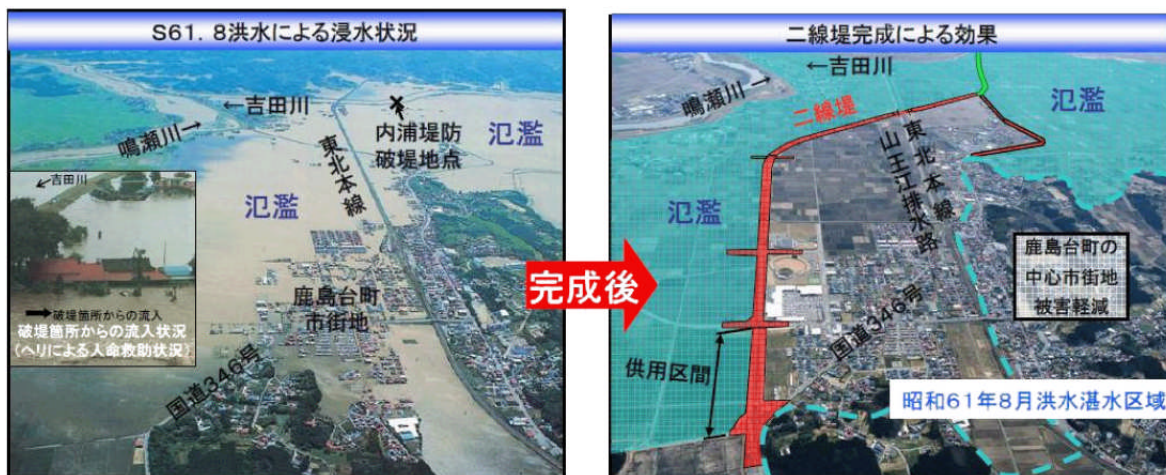 S61.8洪水による浸水状況
←吉田川
鳴瀬川→
内浦堤防
破堤地点
氾濫
東北本線
氾濫
吉田川
鹿島台町
市街地
破堤箇所からの流入
破堤箇所からの流入状況
(ヘリによる人命救助状況)
国道346号
完成後
二線堤完成による効果
←吉田川
鳴瀬川
二線堤
氾濫
東北本線
山王江排水路
氾濫
鹿島台町の
中心市街地
被害軽減
国道346号
供用区間
昭和61年8月洪水湛水区域